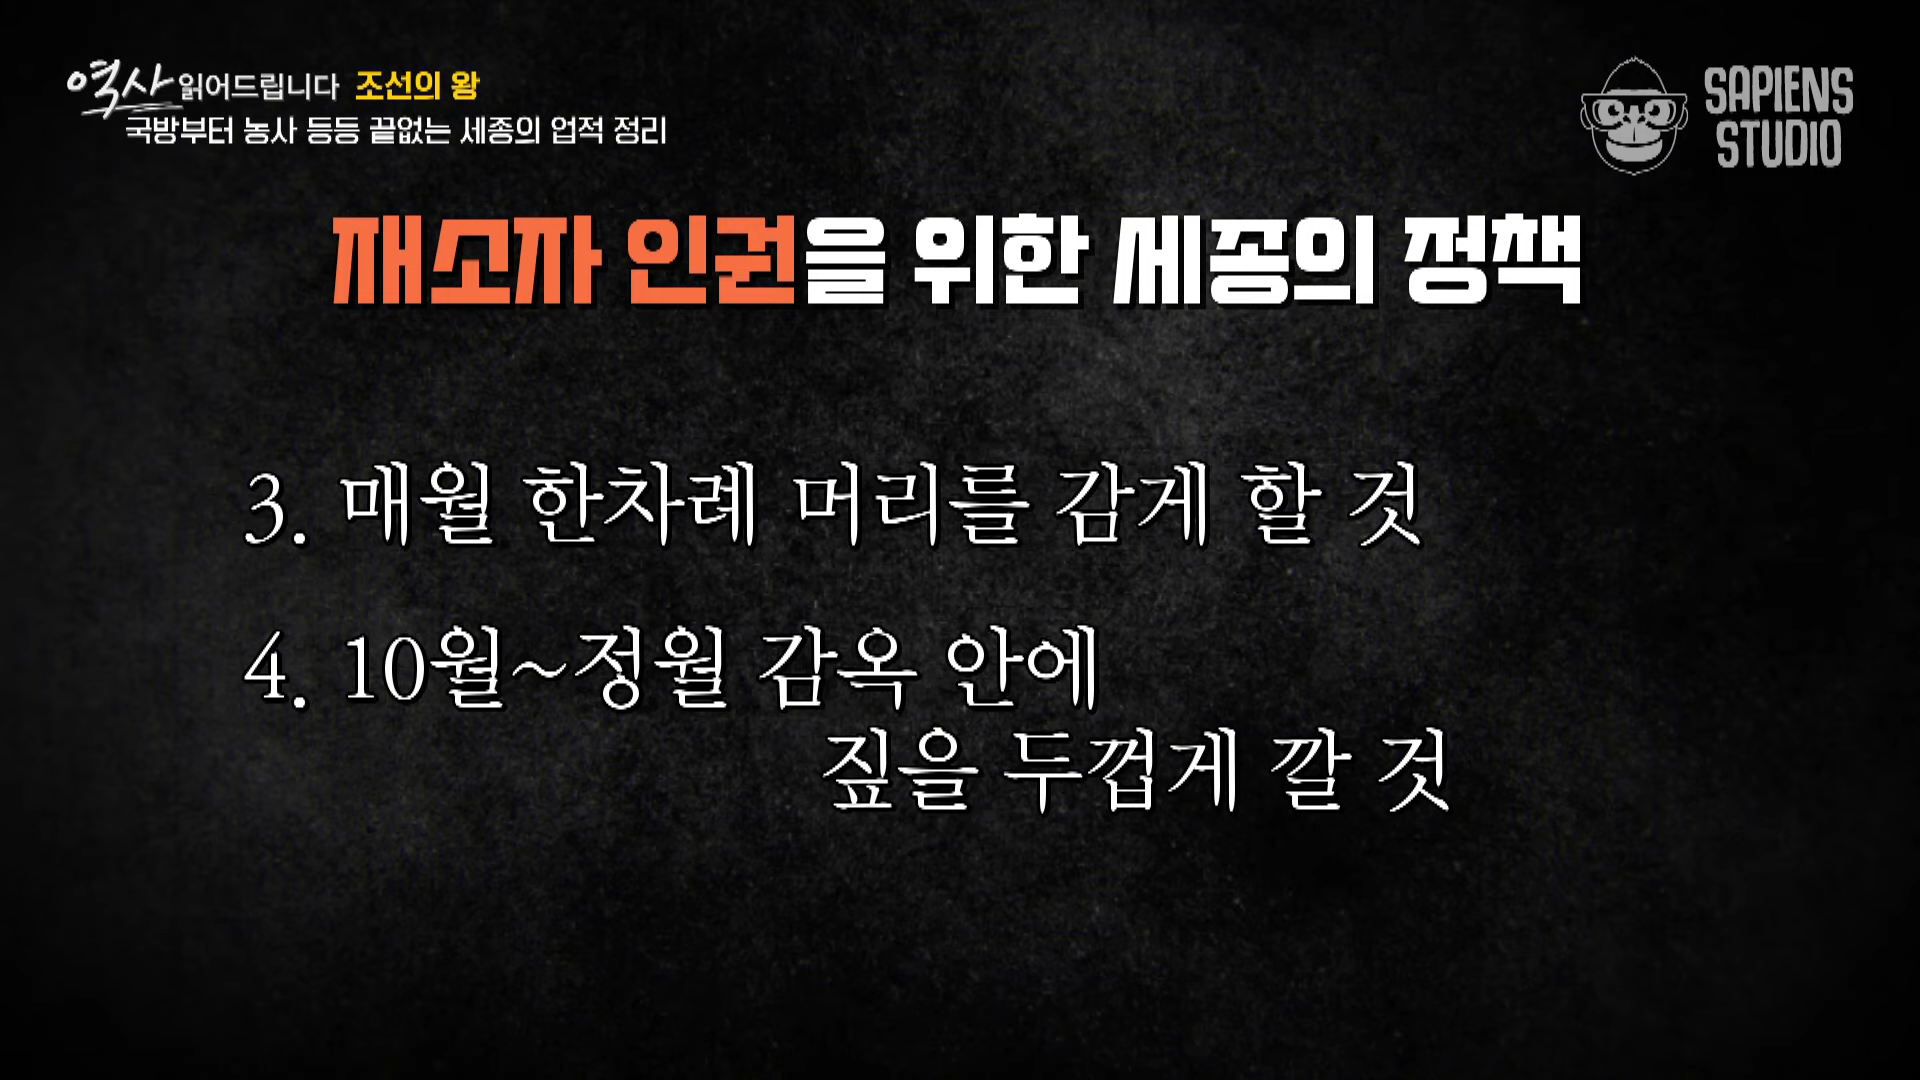 역사 읽어드립니다 조선의 왕
국방부터 농사 등등 끝없는 세종의 업적 정리
SAPIENS
STUDIO
재소자 인권을 위한 세종의 정책
3. 매월 한차례 머리를 감게 할 것
4. 10월~정월 감옥 안에
짚을 두껍게 깔 것